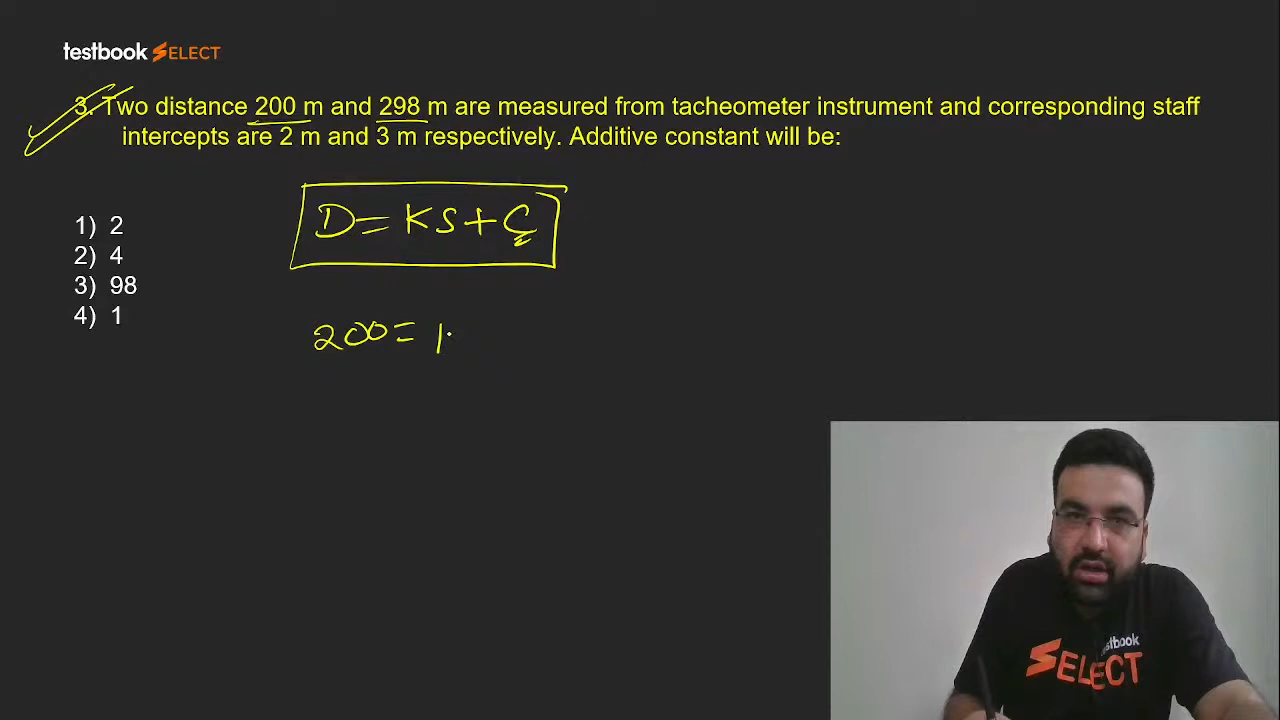 testbook SELECT
3. Two distance 200 m and 298 m are measured from tacheometer instrument and corresponding staff
intercepts are 2 m and 3 m respectively. Additive constant will be:
1) 2
2) 4
3) 98
4) 1
D=KS+C
200=
testbook
SELECT